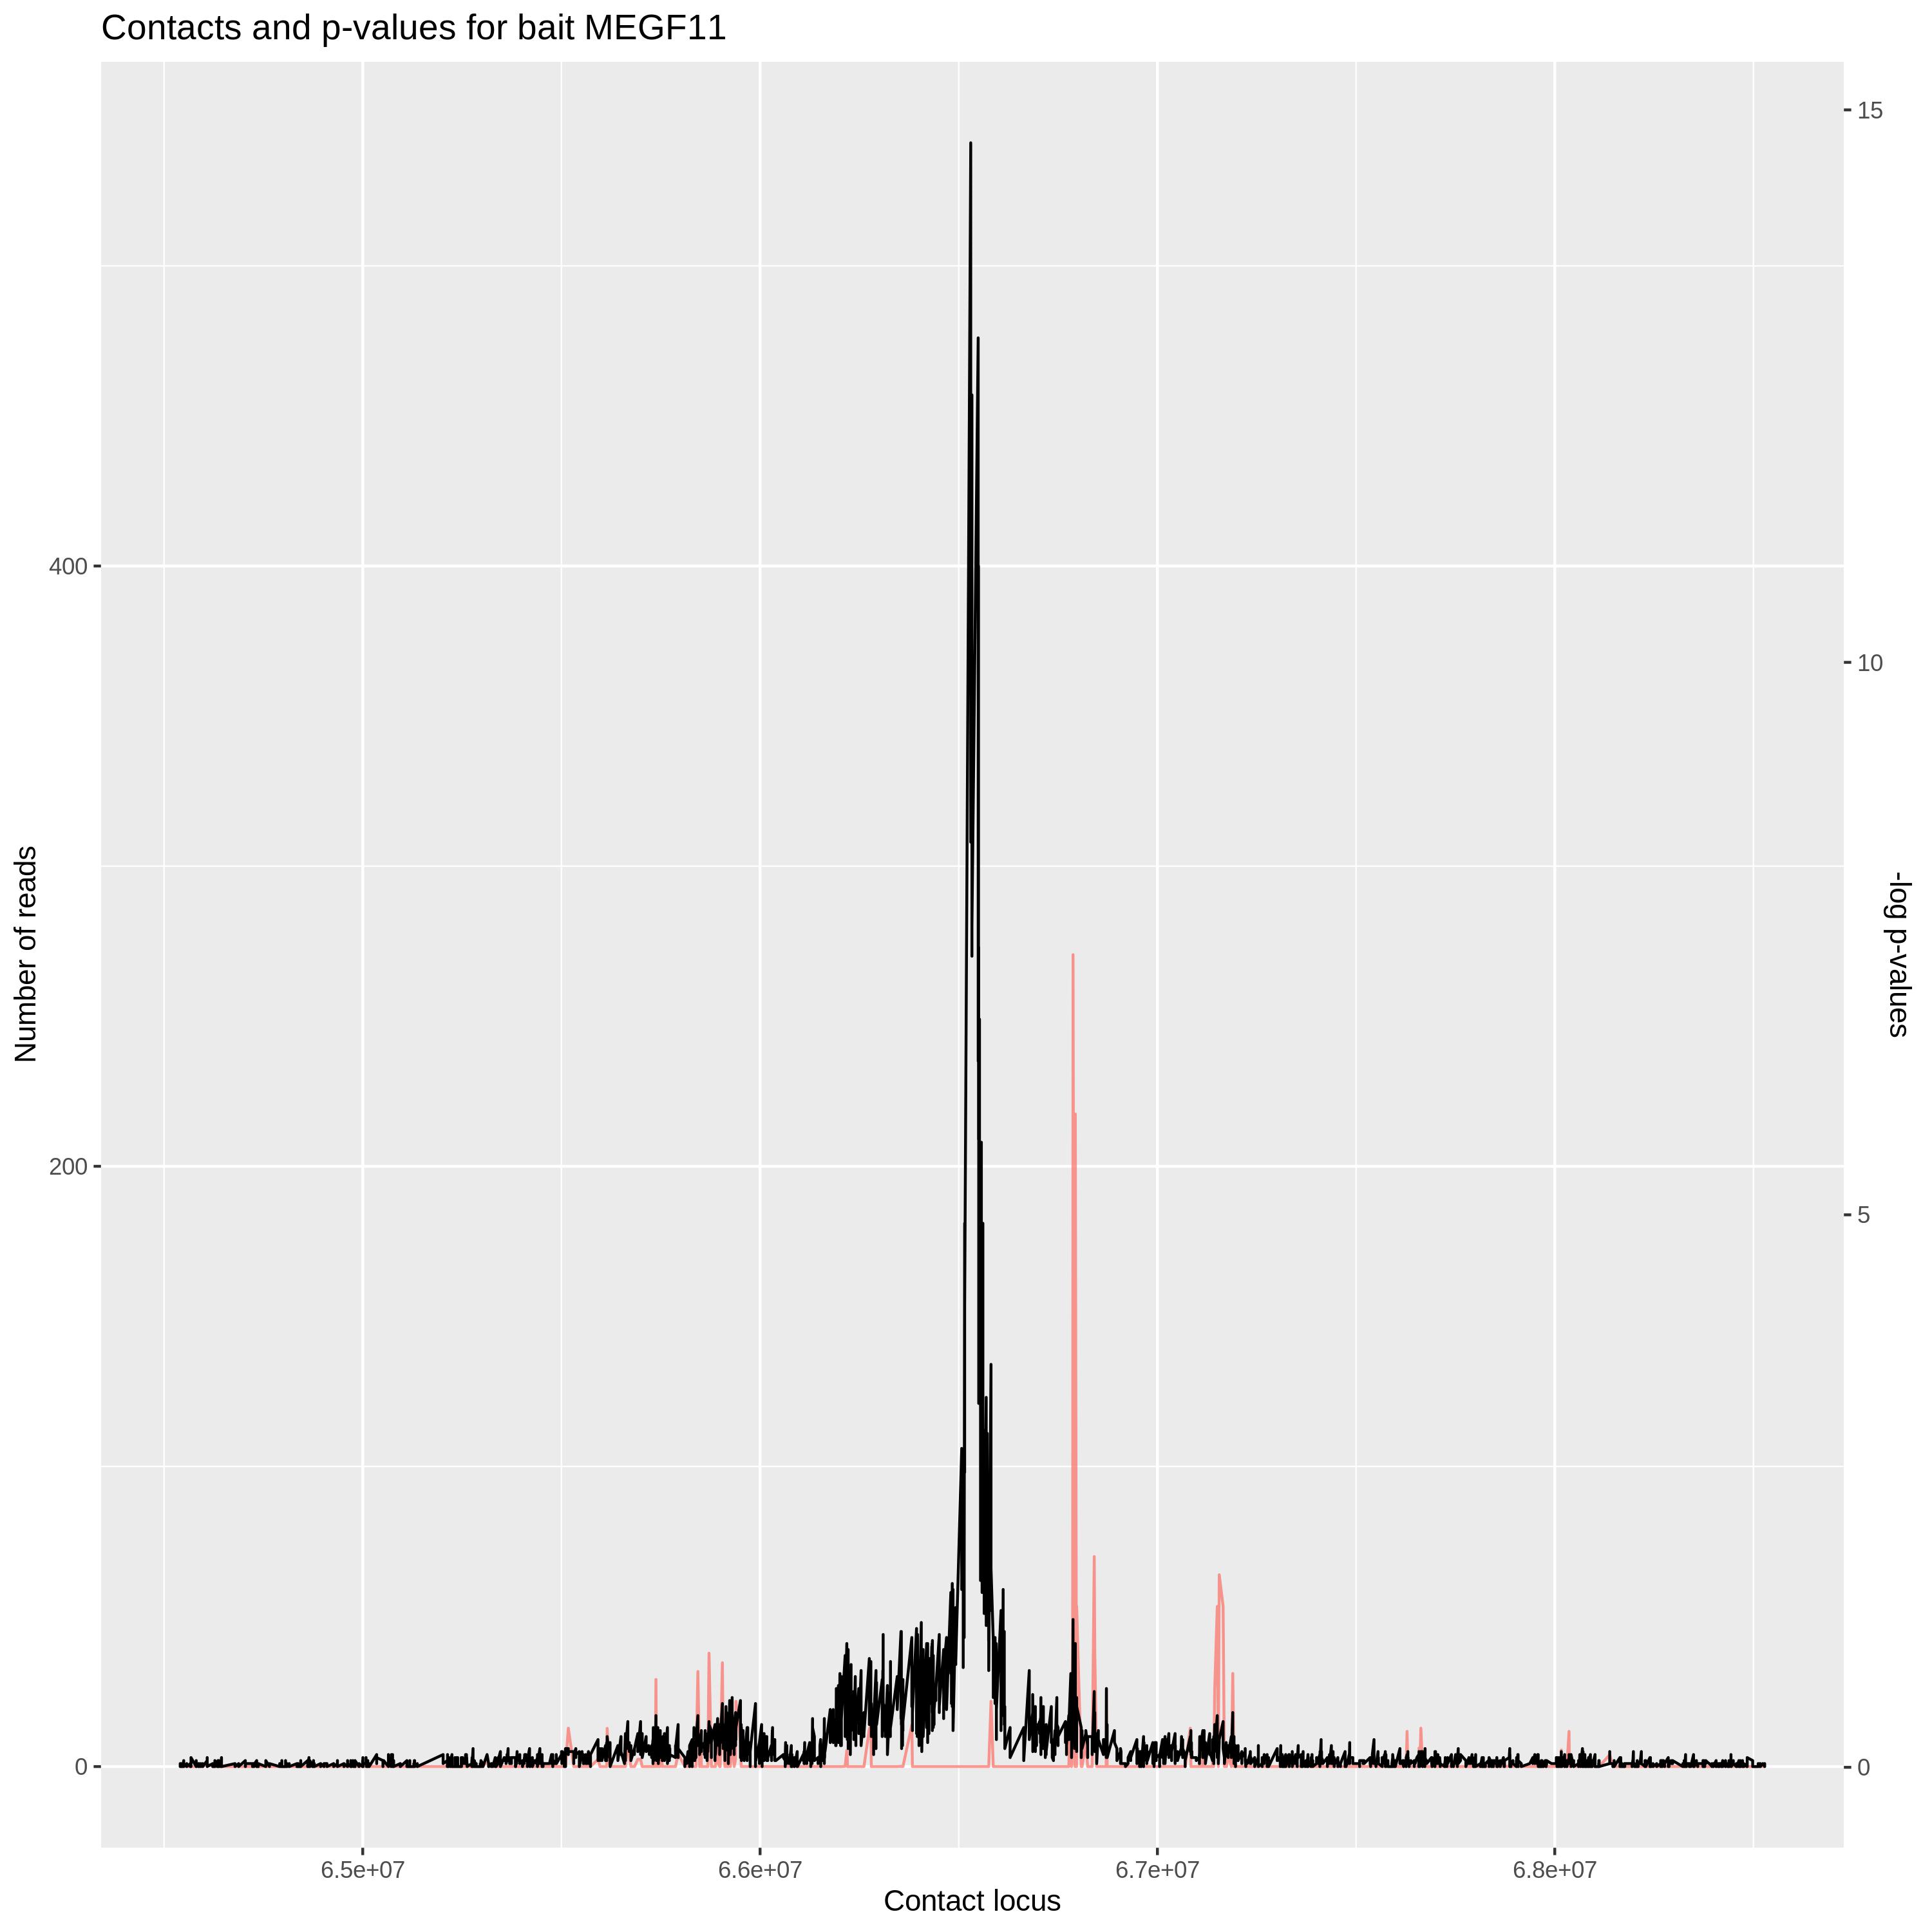 Contacts and p-values for bait MEGF11
15
400
10
Number of reads
-log p-values
200
5
0
0
6.5e+07
6.6e+07
6.7e+07
6.8e+07
Contact locus